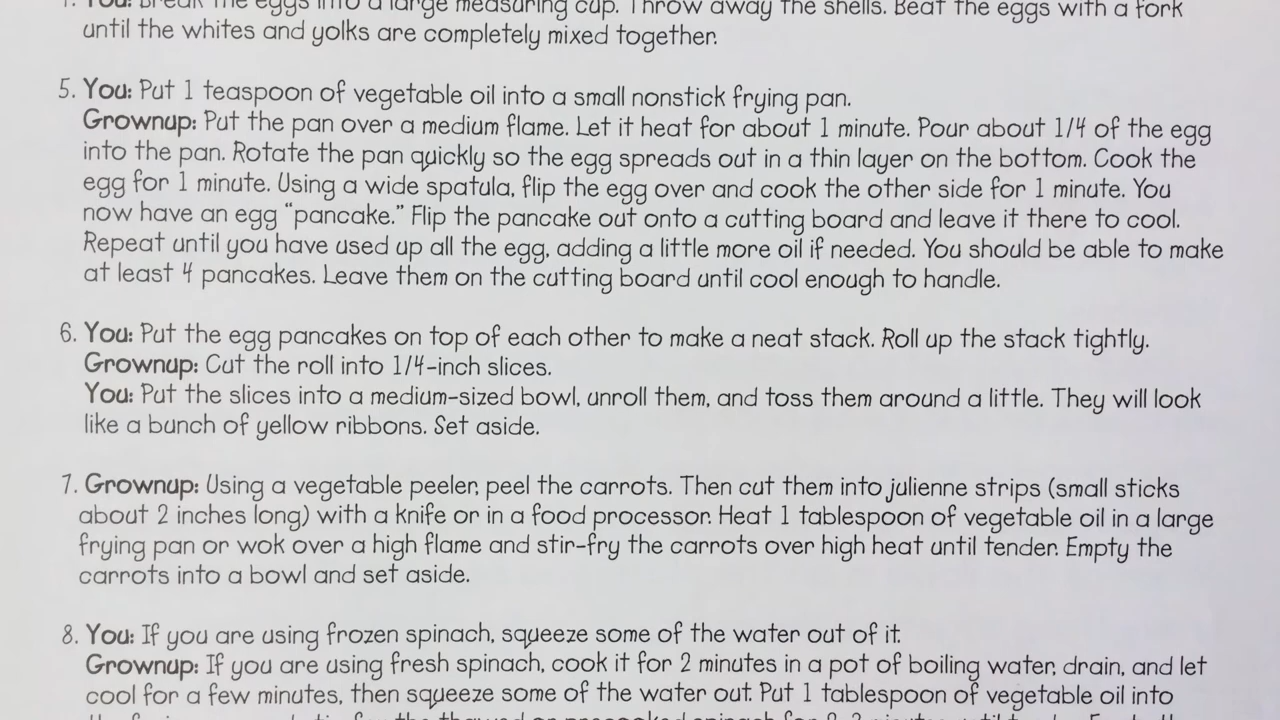 You: Break the eggs into a large measuring cup. Throw away the shells. Beat the eggs with a fork
until the whites and yolks are completely mixed together.
5. You: Put 1 teaspoon of vegetable oil into a small nonstick frying pan.
Grownup: Put the pan over a medium flame. Let it heat for about 1 minute. Pour about 1/4 of the egg
into the pan. Rotate the pan quickly so the egg spreads out in a thin layer on the bottom. Cook the
egg for 1 minute. Using a wide spatula, flip the egg over and cook the other side for 1 minute. You
now have an egg “pancake.” Flip the pancake out onto a cutting board and leave it there to cool.
Repeat until you have used up all the egg, adding a little more oil if needed. You should be able to make
at least 4 pancakes. Leave them on the cutting board until cool enough to handle.
6. You: Put the egg pancakes on top of each other to make a neat stack. Roll up the stack tightly.
Grownup: Cut the roll into 1/4-inch slices.
You: Put the slices into a medium-sized bowl, unroll them, and toss them around a little. They will look
like a bunch of yellow ribbons. Set aside.
7. Grownup: Using a vegetable peeler, peel the carrots. Then cut them into julienne strips (small sticks
about 2 inches long) with a knife or in a food processor. Heat 1 tablespoon of vegetable oil in a large
frying pan or wok over a high flame and stir-fry the carrots over high heat until tender. Empty the
carrots into a bowl and set aside.
8. You: If you are using frozen spinach, squeeze some of the water out of it.
Grownup: If you are using fresh spinach, cook it for 2 minutes in a pot of boiling water, drain, and let
cool for a few minutes, then squeeze some of the water out. Put 1 tablespoon of vegetable oil into